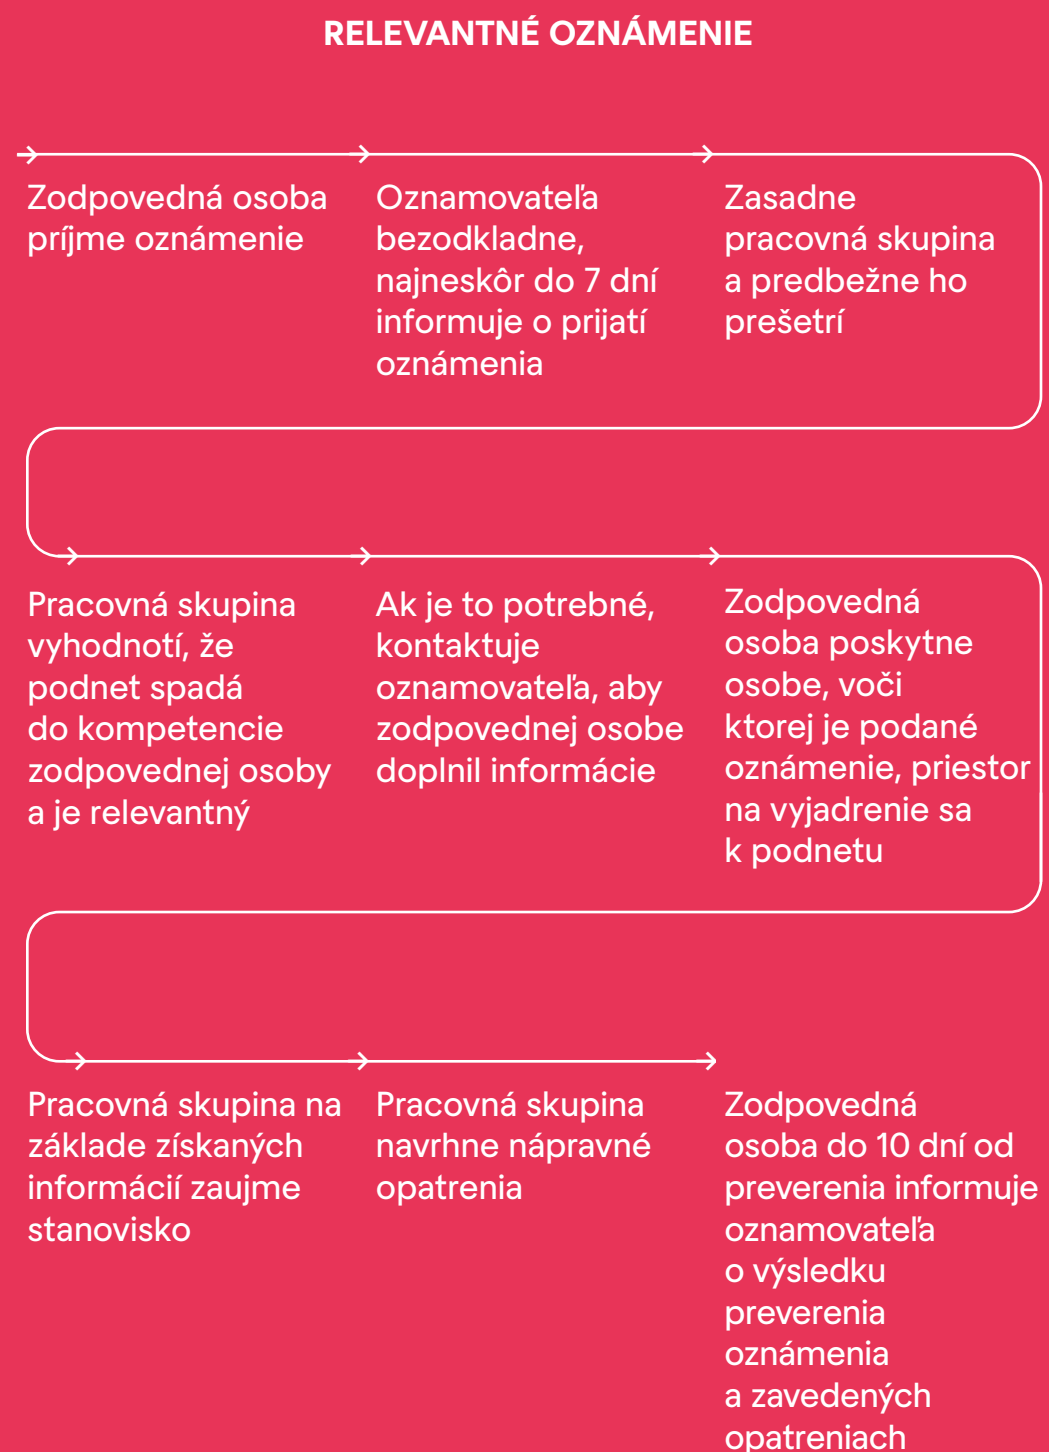 RELEVANTNÉ OZNÁMENIE
Zodpovedná osoba
príjme oznámenie
Oznamovateľa
bezodkladne,
najneskôr do 7 dní
informuje o prijatí
oznámenia
Zasadne
pracovná skupina
a predbežne ho
prešetrí
Pracovná skupina
vyhodnotí, že
podnet spadá
do kompetencie
zodpovednej osoby
a je relevantný
Ak je to potrebné,
kontaktuje
oznamovateľa, aby
zodpovednej osobe
doplnil informácie
Zodpovedná
osoba poskytne
osobe, voči
ktorej je podané
oznámenie, priestor
na vyjadrenie sa
k podnetu
Pracovná skupina na
základe získaných
informácií zaujme
stanovisko
Pracovná skupina
navrhne nápravné
opatrenia
Zodpovedná
osoba do 10 dní od
preverenia informuje
oznamovateľa
o výsledku
preverenia
oznámenia
a zavedených
opatreniach